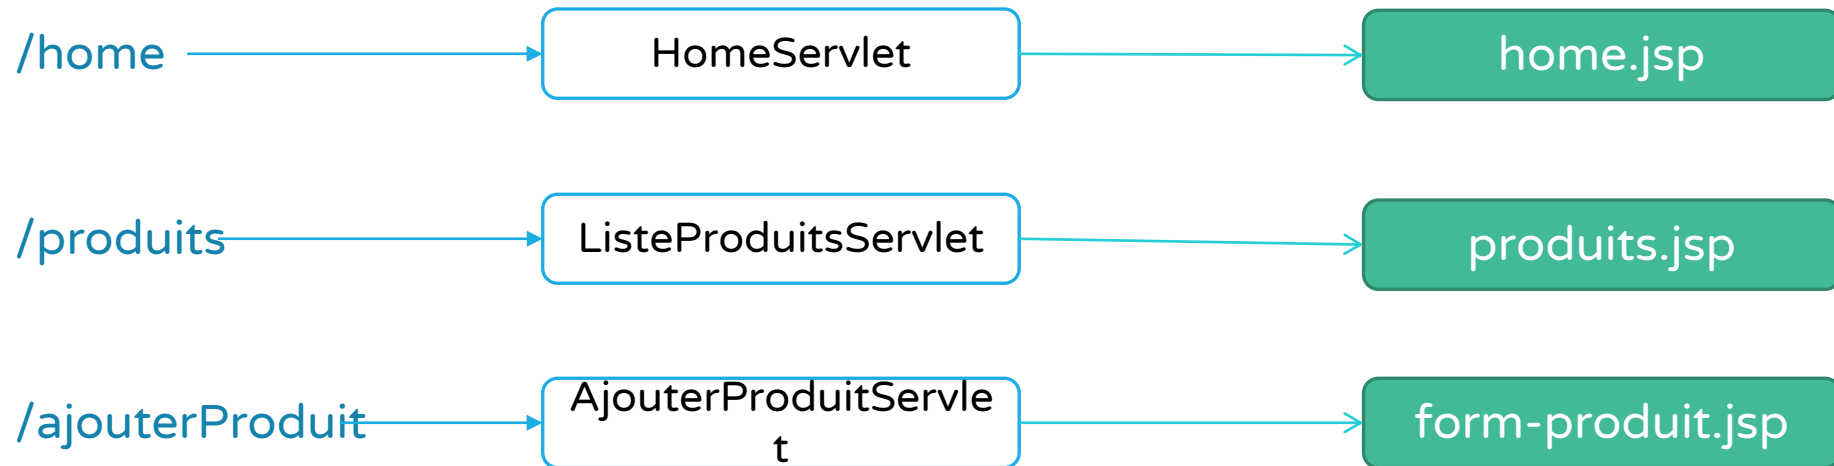 /home
HomeServlet
home.jsp
/produits
ListeProduitsServlet
produits.jsp
/ajouterProduit
AjouterProduitServle
t
form-produit.jsp